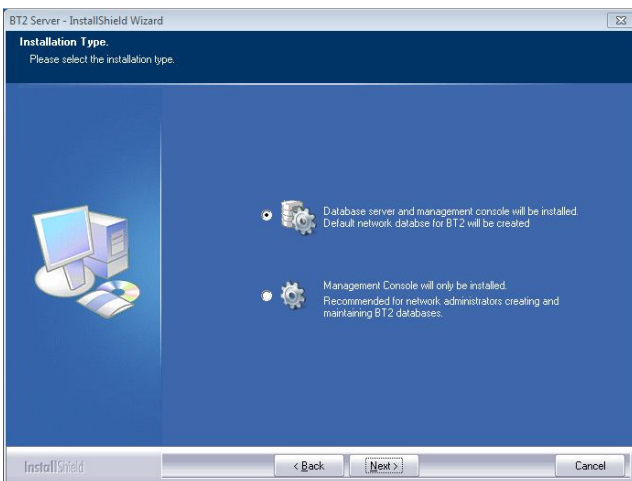 BT2 Server - InstallShield Wizard
Installation Type.
Please select the installation type.
Database server and management console will be installed.
Default network databse for BT2 will be created
Management Console will only be installed.
Recommended for network administrators creating and
maintaining BT2 databases.
InstallShield
< Back
Next >
Cancel